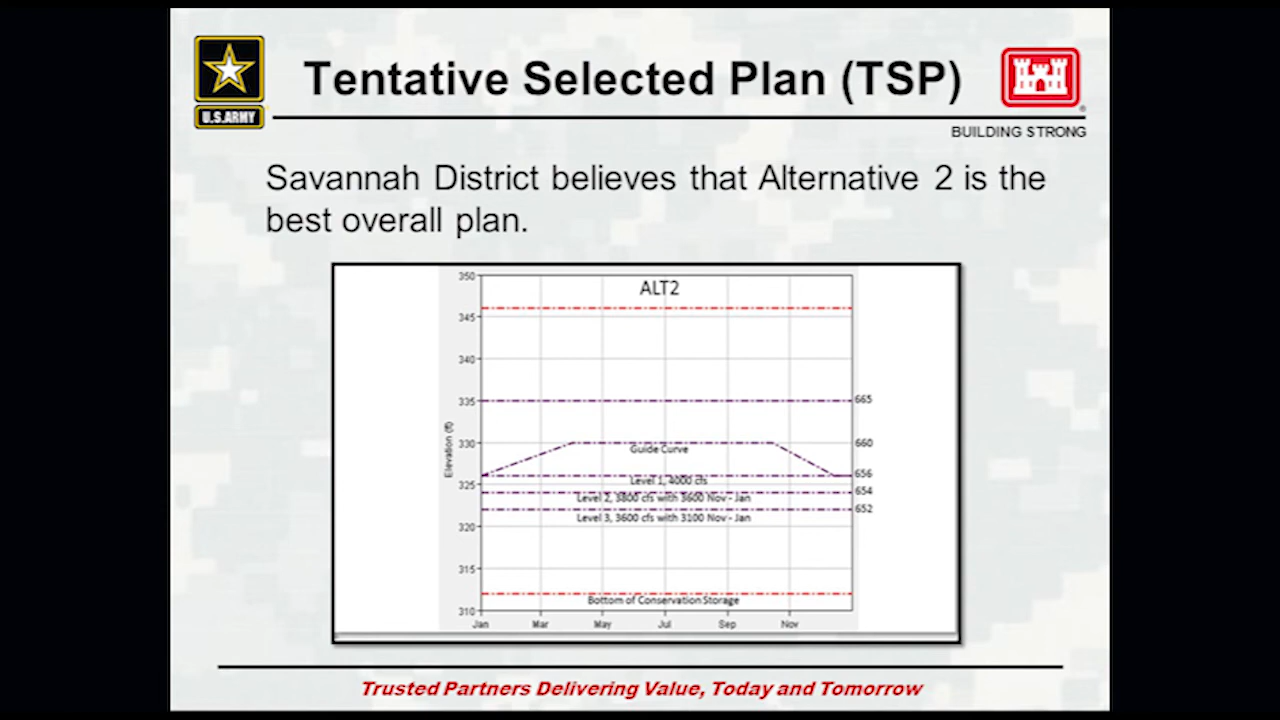 Tentative Selected Plan (TSP)
U.S.ARMY
®
BUILDING STRONG
Savannah District believes that Alternative 2 is the
best overall plan.
ALT2
350
345
340
335
330
325
320
315
310
Elevation (ft)
665
660
656
654
652
Guide Curve
Level 1, 4000 cfs
Level 2, 3800 cfs with 3600 Nov - Jan
Level 3, 3600 cfs with 3100 Nov - Jan
Bottom of Conservation Storage
Jan Mar May Jul Sep Nov
Trusted Partners Delivering Value, Today and Tomorrow